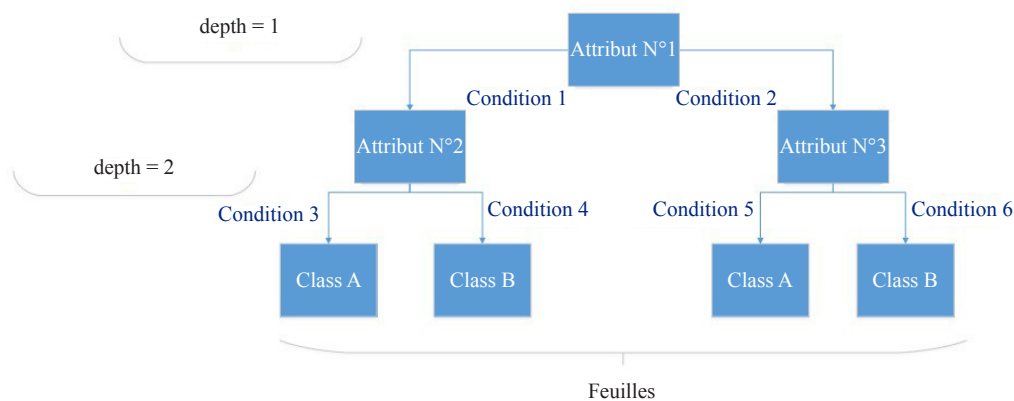 depth = 1
Attribut N°1
Condition 1
Condition 2
Attribut N°2
Attribut N°3
depth = 2
Condition 3
Condition 4
Condition 5
Condition 6
Class A
Class B
Class A
Class B
Feuilles